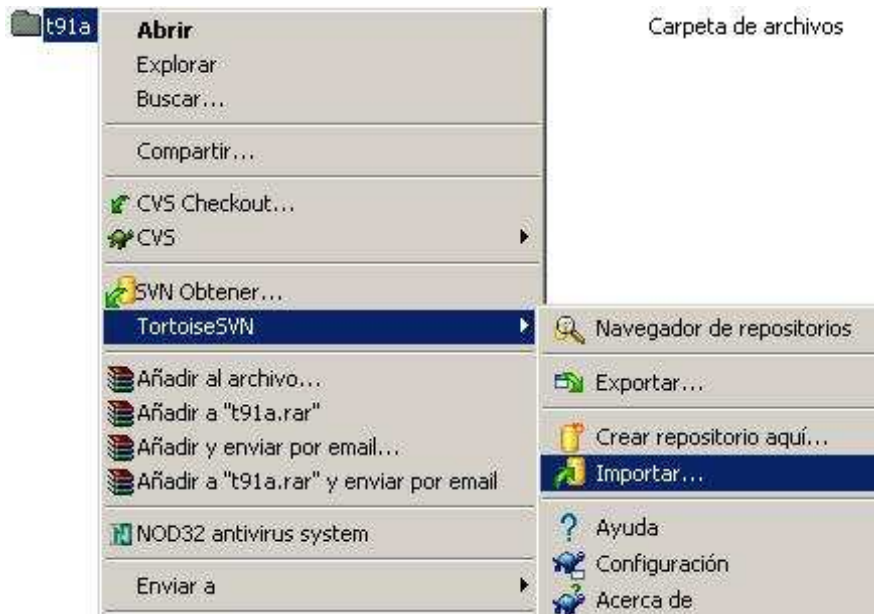 t91a
Carpeta de archivos
Abrir
Explorar
Buscar...
Compartir...
CVS Checkout...
CVS
SVN Obtener...
TortoiseSVN
Añadir al archivo...
Añadir a "t91a.rar"
Añadir y enviar por email...
Añadir a "t91a.rar" y enviar por email
NOD32 antivirus system
Enviar a
Navegador de repositorios
Exportar...
Crear repositorio aquí...
Importar...
Ayuda
Configuración
Acerca de